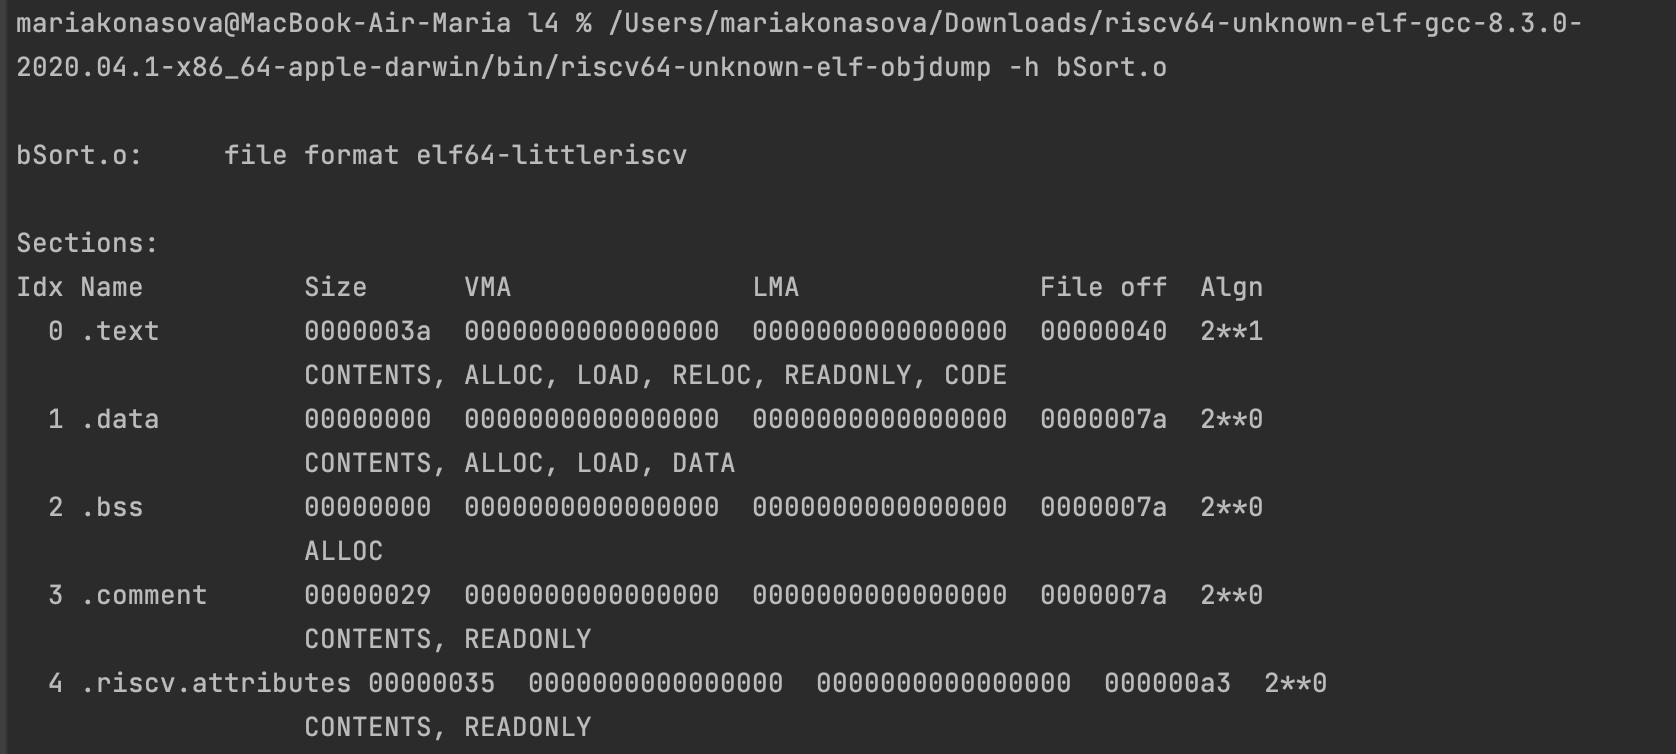 mariakonasova@MacBook-Air-Maria l4 % /Users/mariakonasova/Downloads/riscv64-unknown-elf-gcc-8.3.0-
2020.04.1-x86_64-apple-darwin/bin/riscv64-unknown-elf-objdump -h bSort.o
bSort.o:     file format elf64-littleriscv
Sections:
Idx Name          Size      VMA               LMA               File off  Algn
  0 .text         0000003a  0000000000000000  0000000000000000  00000040  2**1
                  CONTENTS, ALLOC, LOAD, RELOC, READONLY, CODE
  1 .data         00000000  0000000000000000  0000000000000000  0000007a  2**0
                  CONTENTS, ALLOC, LOAD, DATA
  2 .bss          00000000  0000000000000000  0000000000000000  0000007a  2**0
                  ALLOC
  3 .comment      00000029  0000000000000000  0000000000000000  0000007a  2**0
                  CONTENTS, READONLY
  4 .riscv.attributes 00000035  0000000000000000  0000000000000000  000000a3  2**0
                  CONTENTS, READONLY